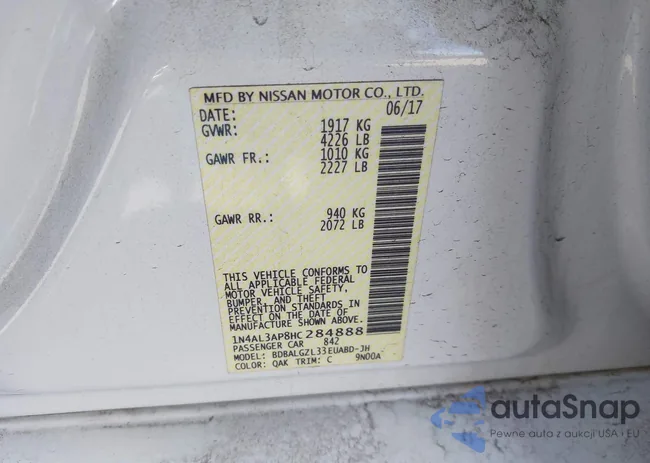 MFD BY NISSAN MOTOR CO., LTD.
DATE: 06/17
GVWR: 1917 KG
4226 LB
GAWR FR.: 1010 KG
2227 LB
GAWR RR.: 940 KG
2072 LB
THIS VEHICLE CONFORMS TO
ALL APPLICABLE FEDERAL
MOTOR VEHICLE SAFETY,
BUMPER, AND THEFT
PREVENTION STANDARDS IN
EFFECT ON THE DATE OF
MANUFACTURE SHOWN ABOVE.
1N4AL3AP8HC284888
PASSENGER CAR 842
MODEL: BDBALGZL33EUABD-JH
COLOR: QAK TRIM: C 9N00A
autaSnap
Pewne auta z aukcji USA i EU